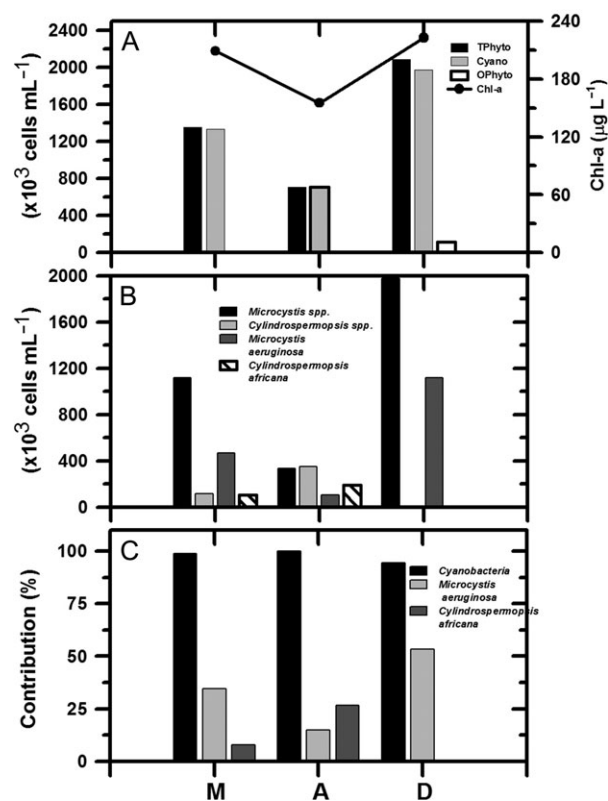 A
2400
2000
1600
1200
800
400
0
(x10³ cells mL⁻¹)
240
180
120
60
0
Chl-a (µg L⁻¹)
TPhyto
Cyano
OPhyto
Chl-a
B
2000
1600
1200
800
400
0
(x10³ cells mL⁻¹)
Microcystis spp.
Cylindrospermopsis spp.
Microcystis
aeruginosa
Cylindrospermopsis
africana
C
100
75
50
25
0
Contribution (%)
Cyanobacteria
Microcystis
aeruginosa
Cylindrospermopsis
africana
M A D